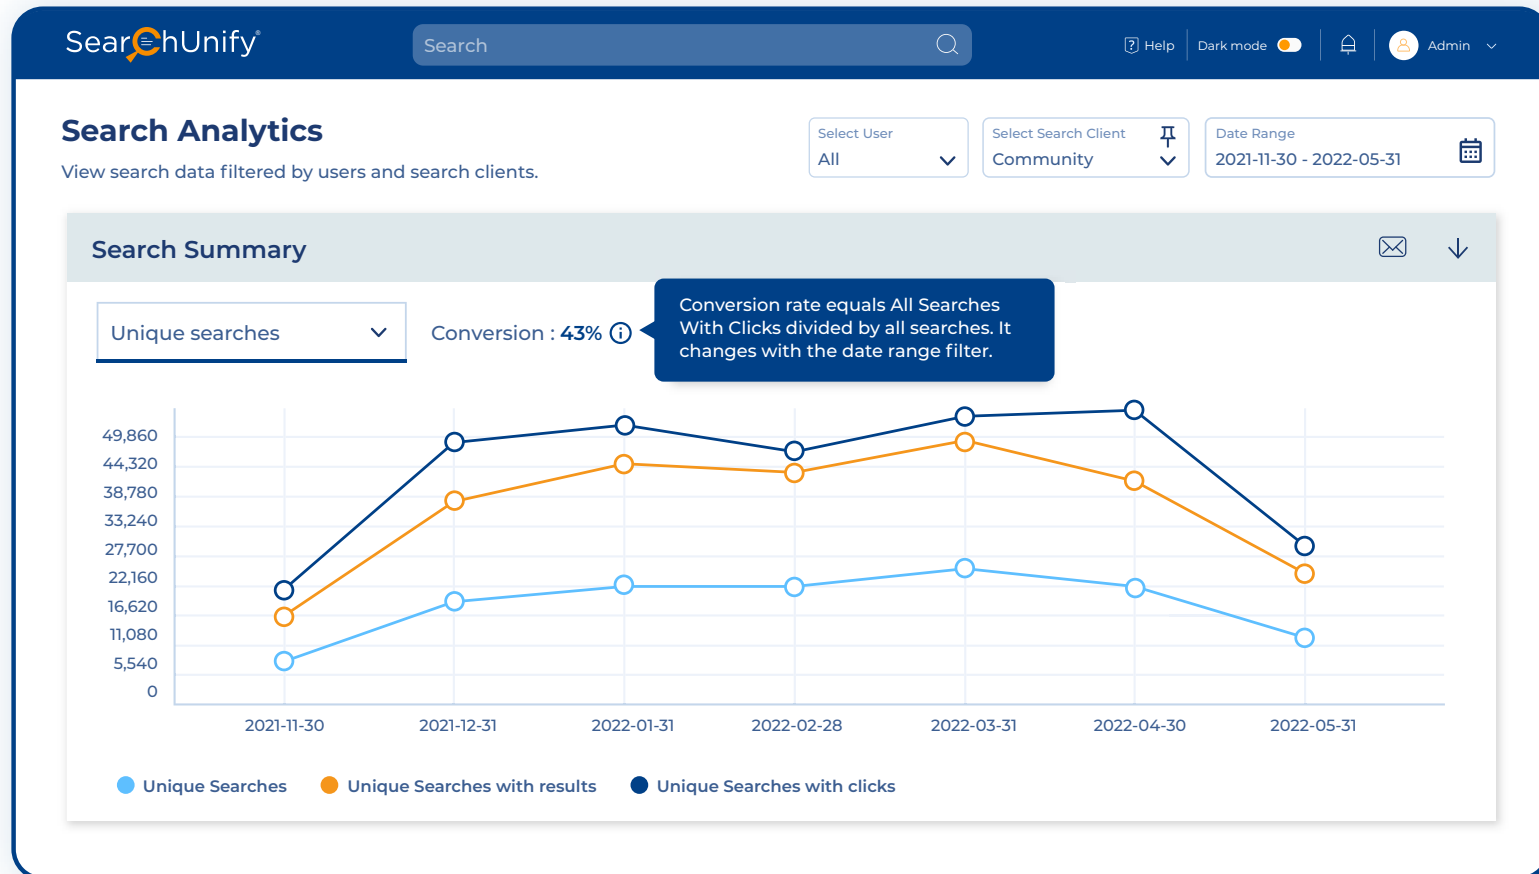 SearchUnify®
Search
Help
Dark mode
Admin
Search Analytics
View search data filtered by users and search clients.
Select User
All
Select Search Client
Community
Date Range
2021-11-30 - 2022-05-31
Search Summary
Unique searches
Conversion : 43%
Conversion rate equals All Searches
With Clicks divided by all searches. It
changes with the date range filter.
49,860
44,320
38,780
33,240
27,700
22,160
16,620
11,080
5,540
0
2021-11-30
2021-12-31
2022-01-31
2022-02-28
2022-03-31
2022-04-30
2022-05-31
Unique Searches
Unique Searches with results
Unique Searches with clicks